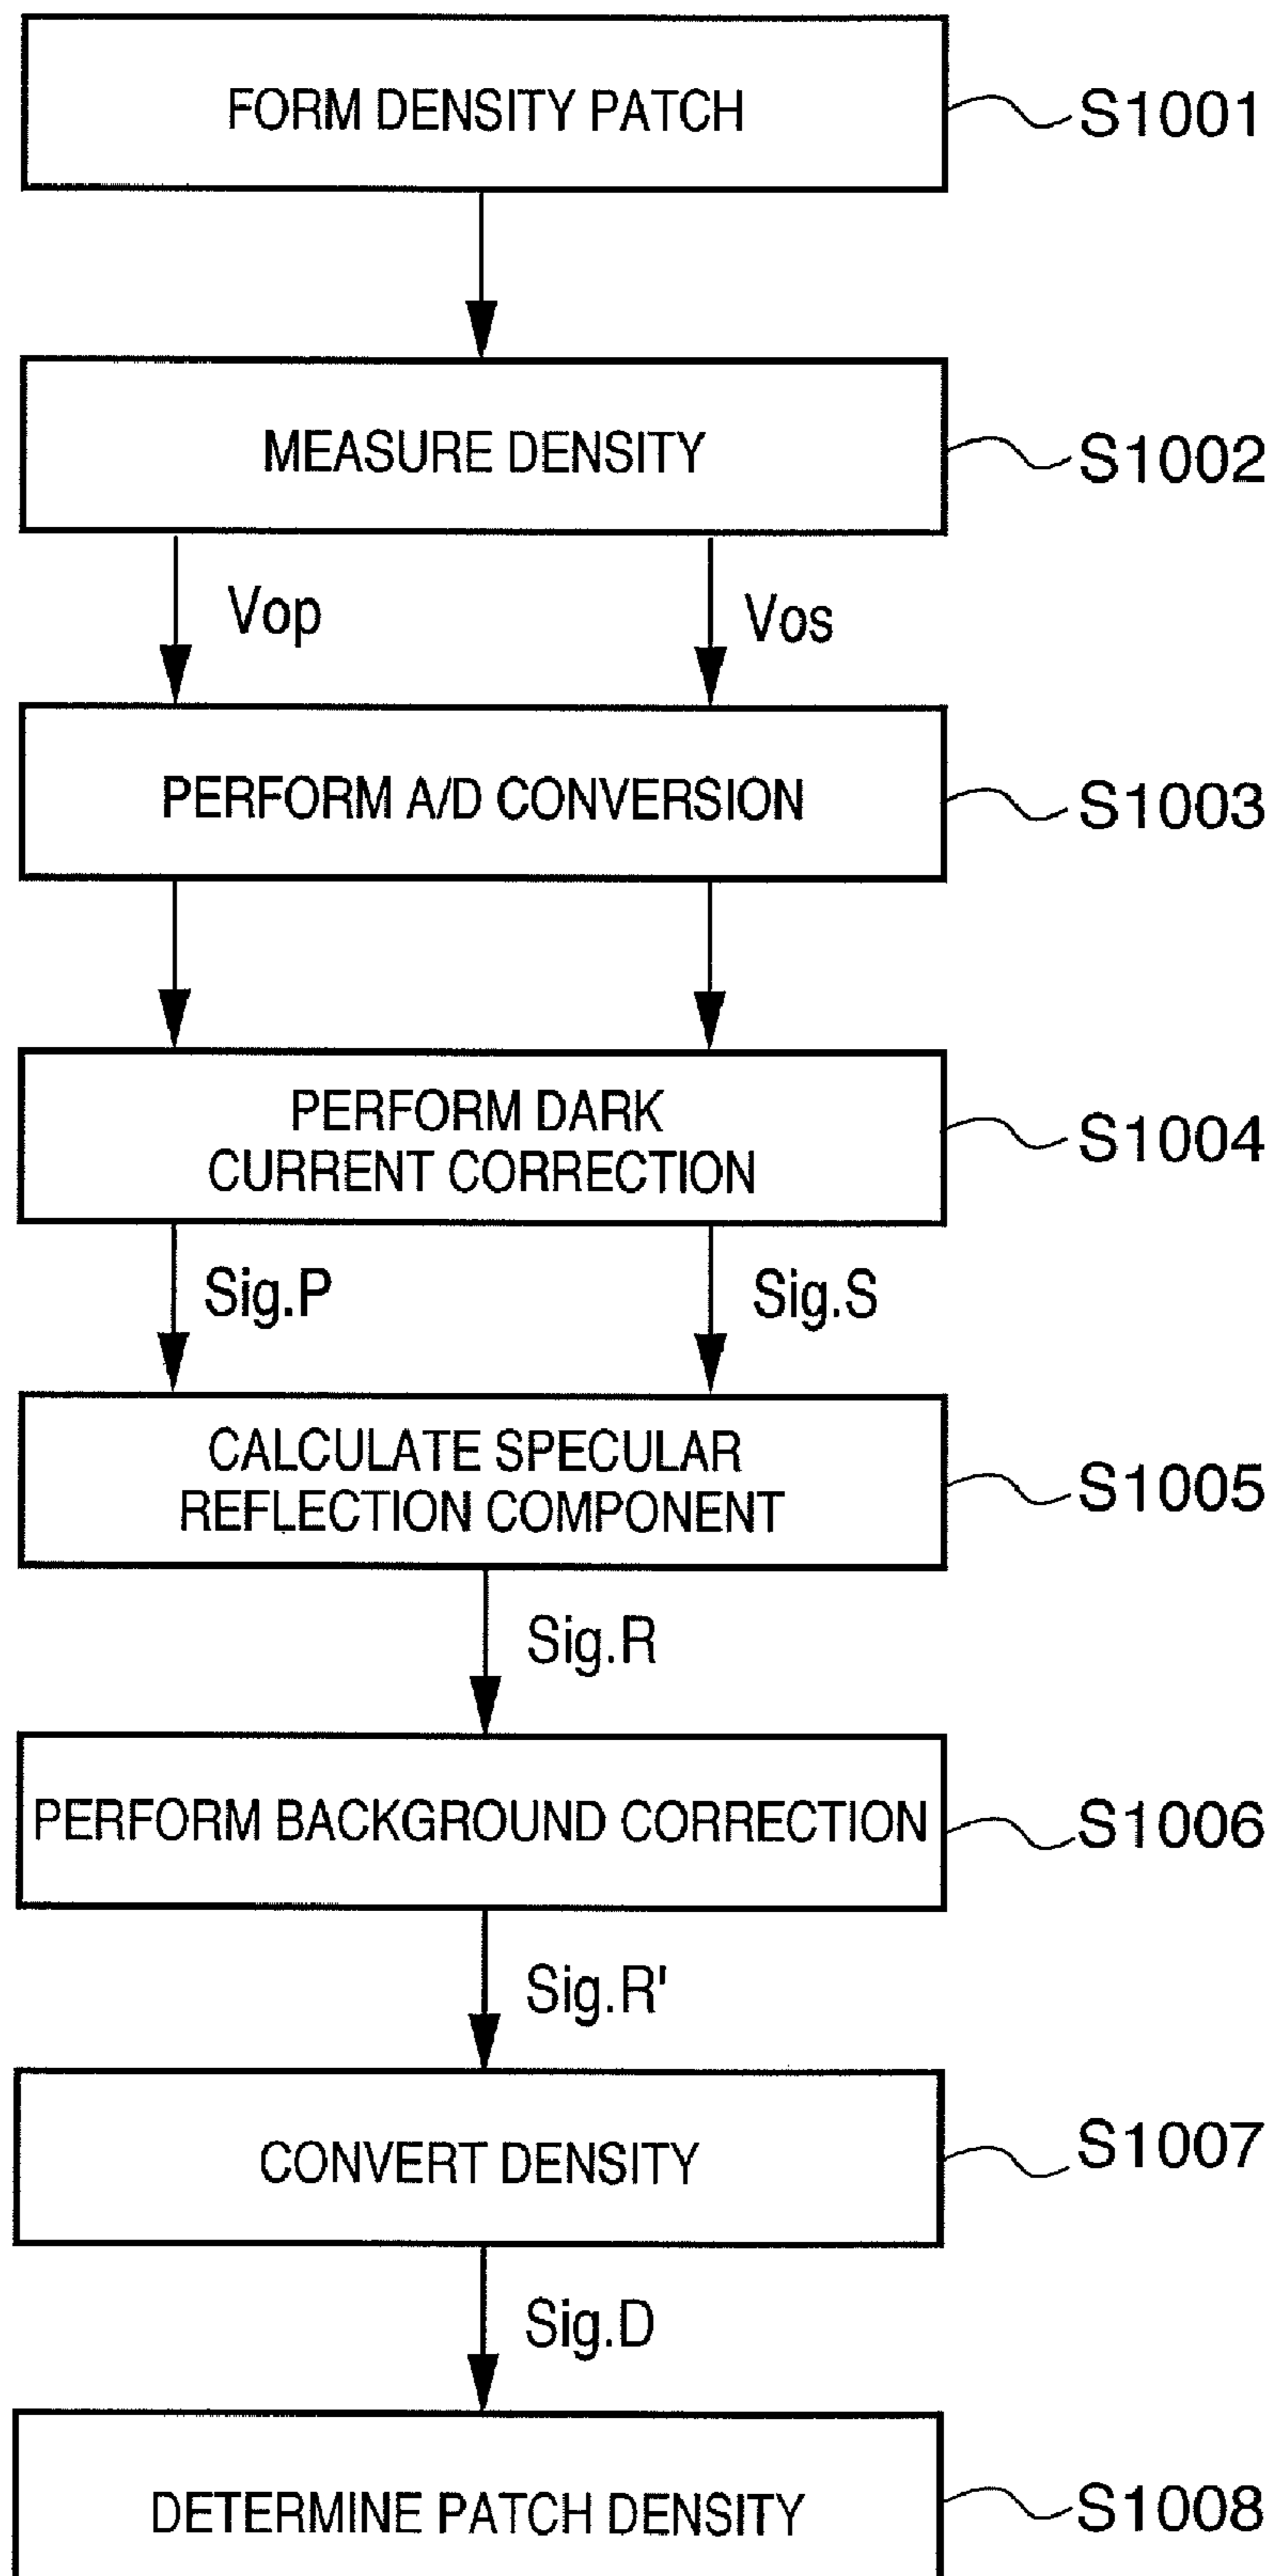 FORM DENSITY PATCH
S1001
MEASURE DENSITY
S1002
Vop
Vos
PERFORM A/D CONVERSION
S1003
PERFORM DARK
CURRENT CORRECTION
S1004
Sig.P
Sig.S
CALCULATE SPECULAR
REFLECTION COMPONENT
S1005
Sig.R
PERFORM BACKGROUND CORRECTION
S1006
Sig.R'
CONVERT DENSITY
S1007
Sig.D
DETERMINE PATCH DENSITY
S1008